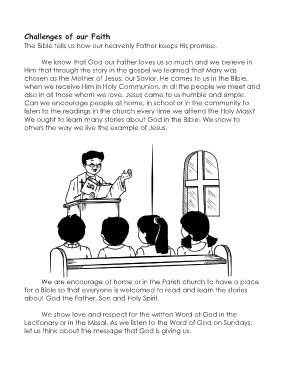 Challenges of our Faith
The Bible tells us how our heavenly Father keeps His promise.
We know that God our Father loves us so much and we believe in
Him that through the story in the gospel we learned that Mary was
chosen as the Mother of Jesus, our Savior. He comes to us in the Bible,
when we receive Him in Holy Communion, in all the people we meet and
also in all those whom we love. Jesus came to us humble and simple.
Can we encourage people at home, in school or in the community to
listen to the readings in the church every time we attend the Holy Mass?
We ought to learn many stories about God in the Bible. We show to
others the way we live the example of Jesus.
We are encourage at home or in the Parish church to have a place
for a Bible so that everyone is welcomed to read and learn the stories
about God the Father, Son and Holy Spirit.
We show love and respect for the written Word of God in the
Lectionary or in the Missal. As we listen to the Word of God on Sundays,
let us think about the message that God is giving us.